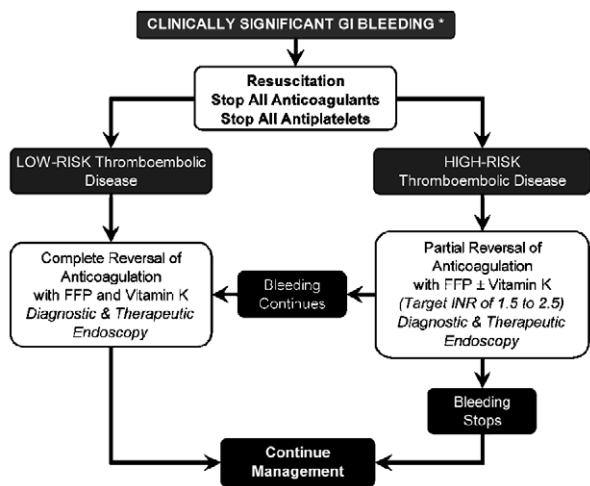 CLINICALLY SIGNIFICANT GI BLEEDING *
Resuscitation
Stop All Anticoagulants
Stop All Antiplatelets
LOW-RISK Thromboembolic
Disease
HIGH-RISK
Thromboembolic Disease
Complete Reversal of
Anticoagulation
with FFP and Vitamin K
Diagnostic & Therapeutic
Endoscopy
Bleeding
Continues
Partial Reversal of
Anticoagulation
with FFP ± Vitamin K
(Target INR of 1.5 to 2.5)
Diagnostic & Therapeutic
Endoscopy
Bleeding
Stops
Continue
Management